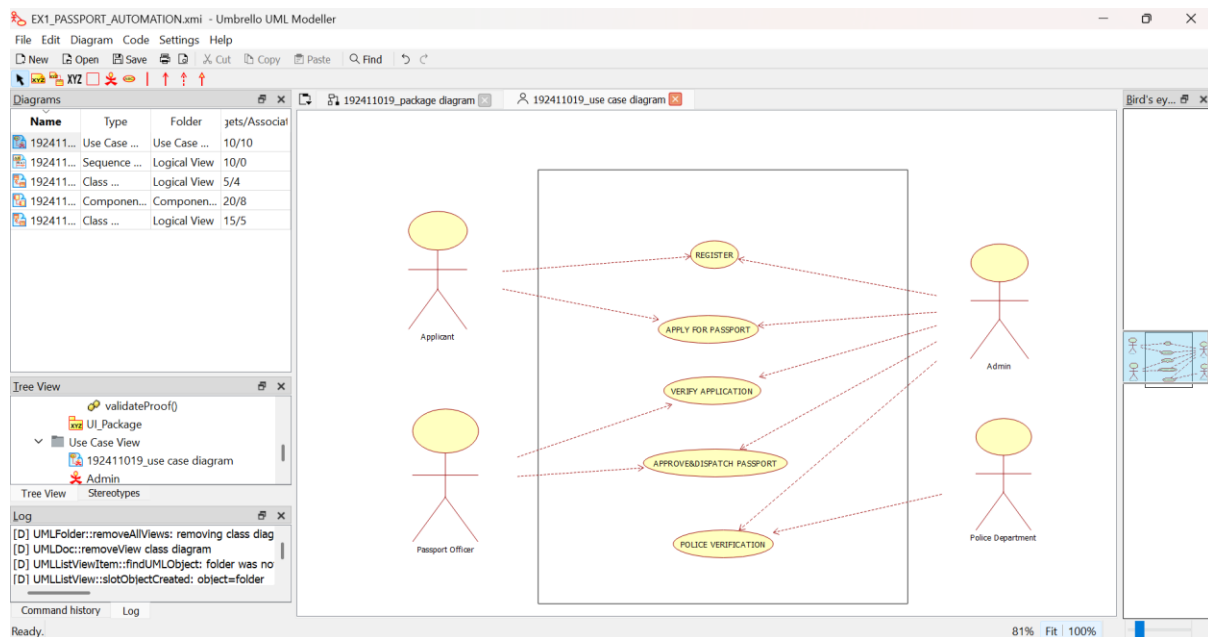 EX1_PASSPORT_AUTOMATION.xmi - Umbrello UML Modeller
File Edit Diagram Code Settings Help
New Open Save Cut Copy Paste Find
XYZ XYZ
Diagrams
Name Type Folder gets/Associat
192411... Use Case ... Use Case ... 10/10
192411... Sequence ... Logical View 10/0
192411... Class ... Logical View 5/4
192411... Componen... Componen... 20/8
192411... Class ... Logical View 15/5
Tree View
validateProof()
XYZ UI_Package
Use Case View
192411019_use case diagram
Admin
Tree View Stereotypes
Log
[D] UMLFolder::removeAllViews: removing class diag
[D] UMLDoc::removeView class diagram
[D] UMLListViewItem::findUMLObject: folder was no
[D] UMLListView::slotObjectCreated: object=folder
Command history Log
Ready.
192411019_package diagram 192411019_use case diagram
Applicant
Passport Officer
REGISTER
APPLY FOR PASSPORT
VERIFY APPLICATION
APPROVE&DISPATCH PASSPORT
POLICE VERIFICATION
Admin
Police Department
Bird's ey...
81% Fit 100%